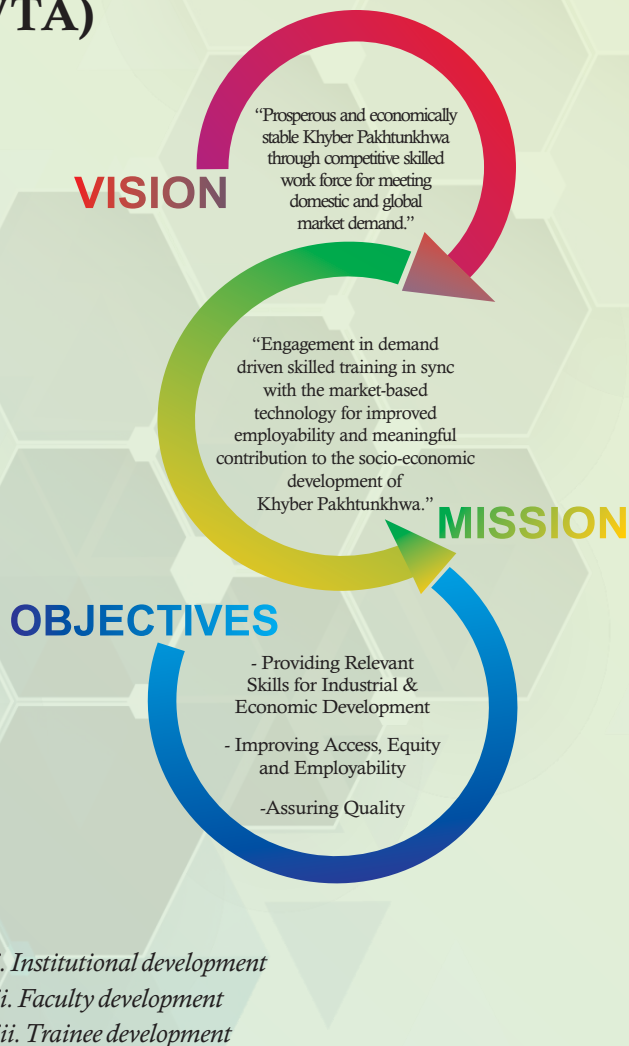 /TA)
“Prosperous and economically
stable Khyber Pakhtunkhwa
through competitive skilled
work force for meeting
domestic and global
market demand.”
VISION
“Engagement in demand
driven skilled training in sync
with the market-based
technology for improved
employability and meaningful
contribution to the socio-economic
development of
Khyber Pakhtunkhwa.”
MISSION
OBJECTIVES
- Providing Relevant
Skills for Industrial &
Economic Development
- Improving Access, Equity
and Employability
-Assuring Quality
. Institutional development
i. Faculty development
ii. Trainee development